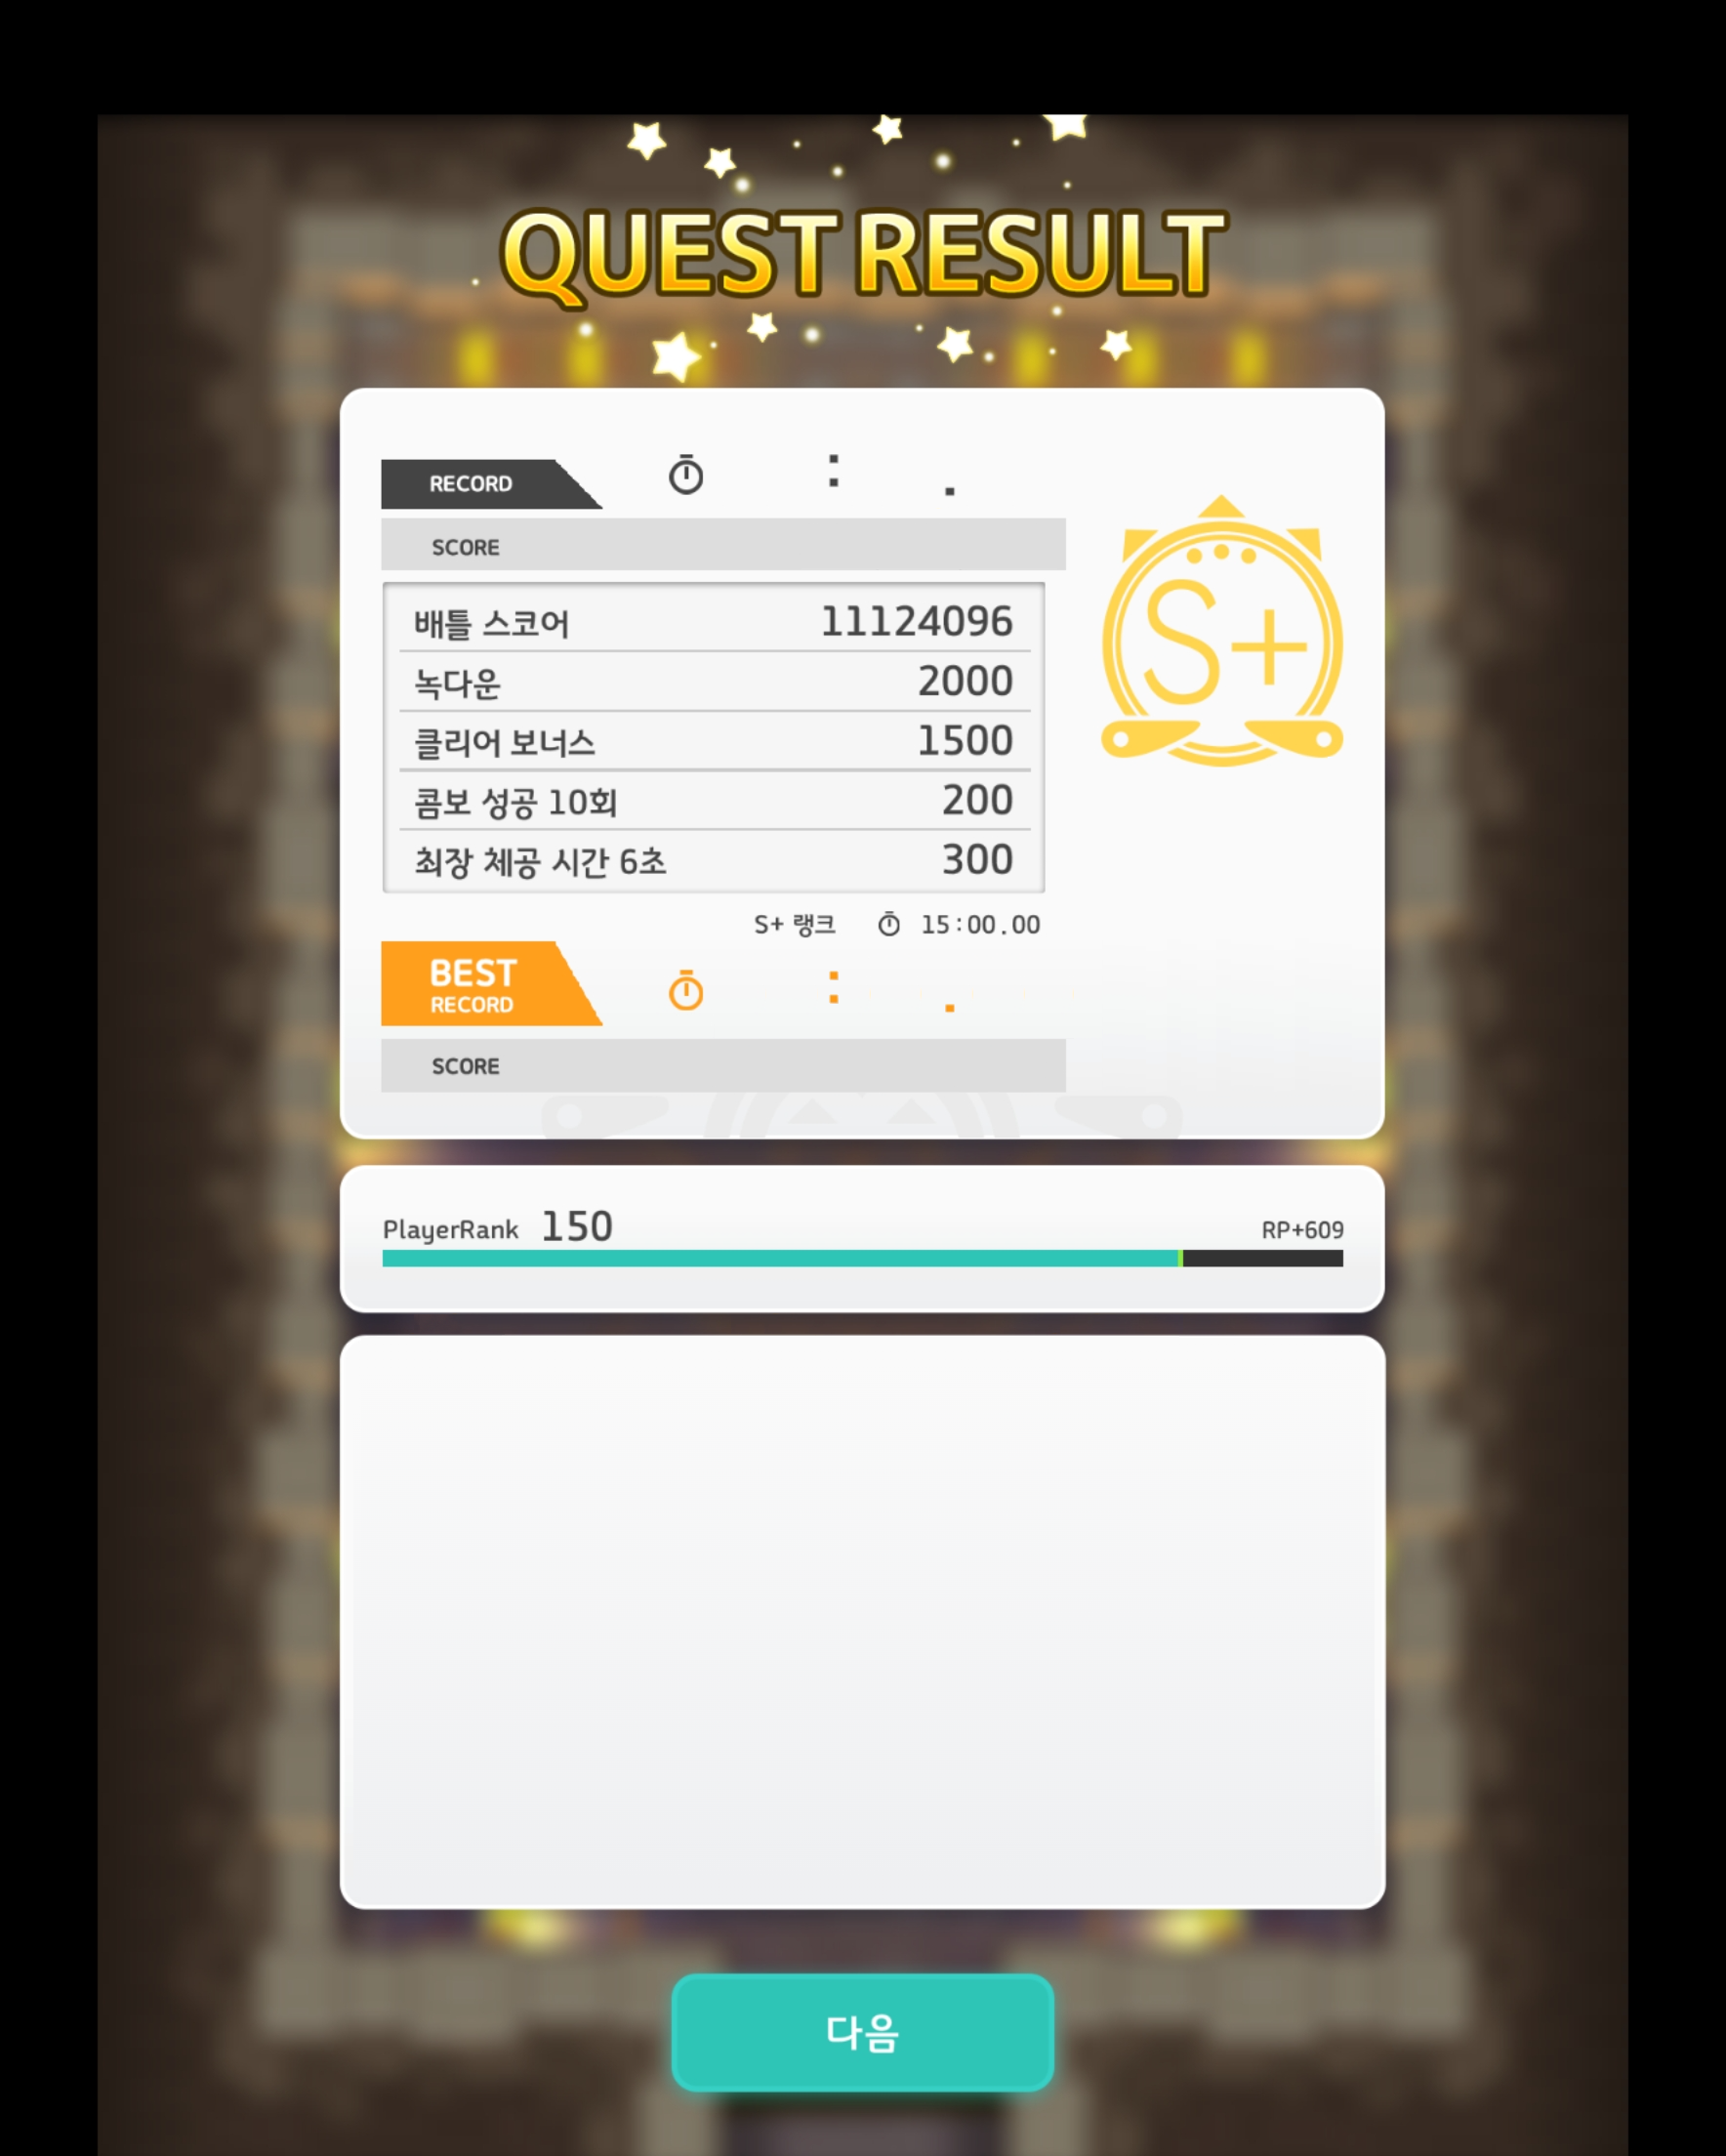 QUEST RESULT
RECORD : .
SCORE
배틀 스코어 11124096
녹다운 2000
클리어 보너스 1500
콤보 성공 10회 200
최장 체공 시간 6초 300
S+
S+ 랭크 15:00.00
BEST
RECORD : .
SCORE
PlayerRank 150 RP+609
다음